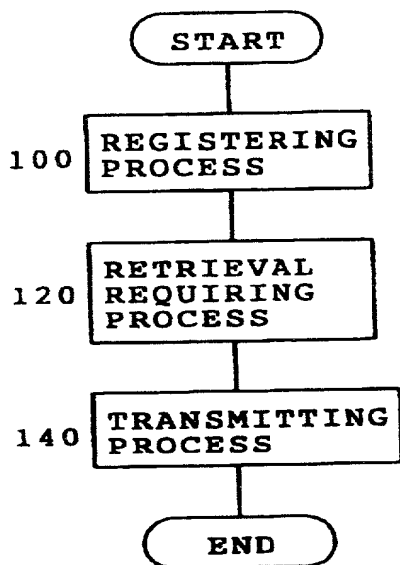 START
100 REGISTERING
PROCESS
120 RETRIEVAL
REQUIRING
PROCESS
140 TRANSMITTING
PROCESS
END